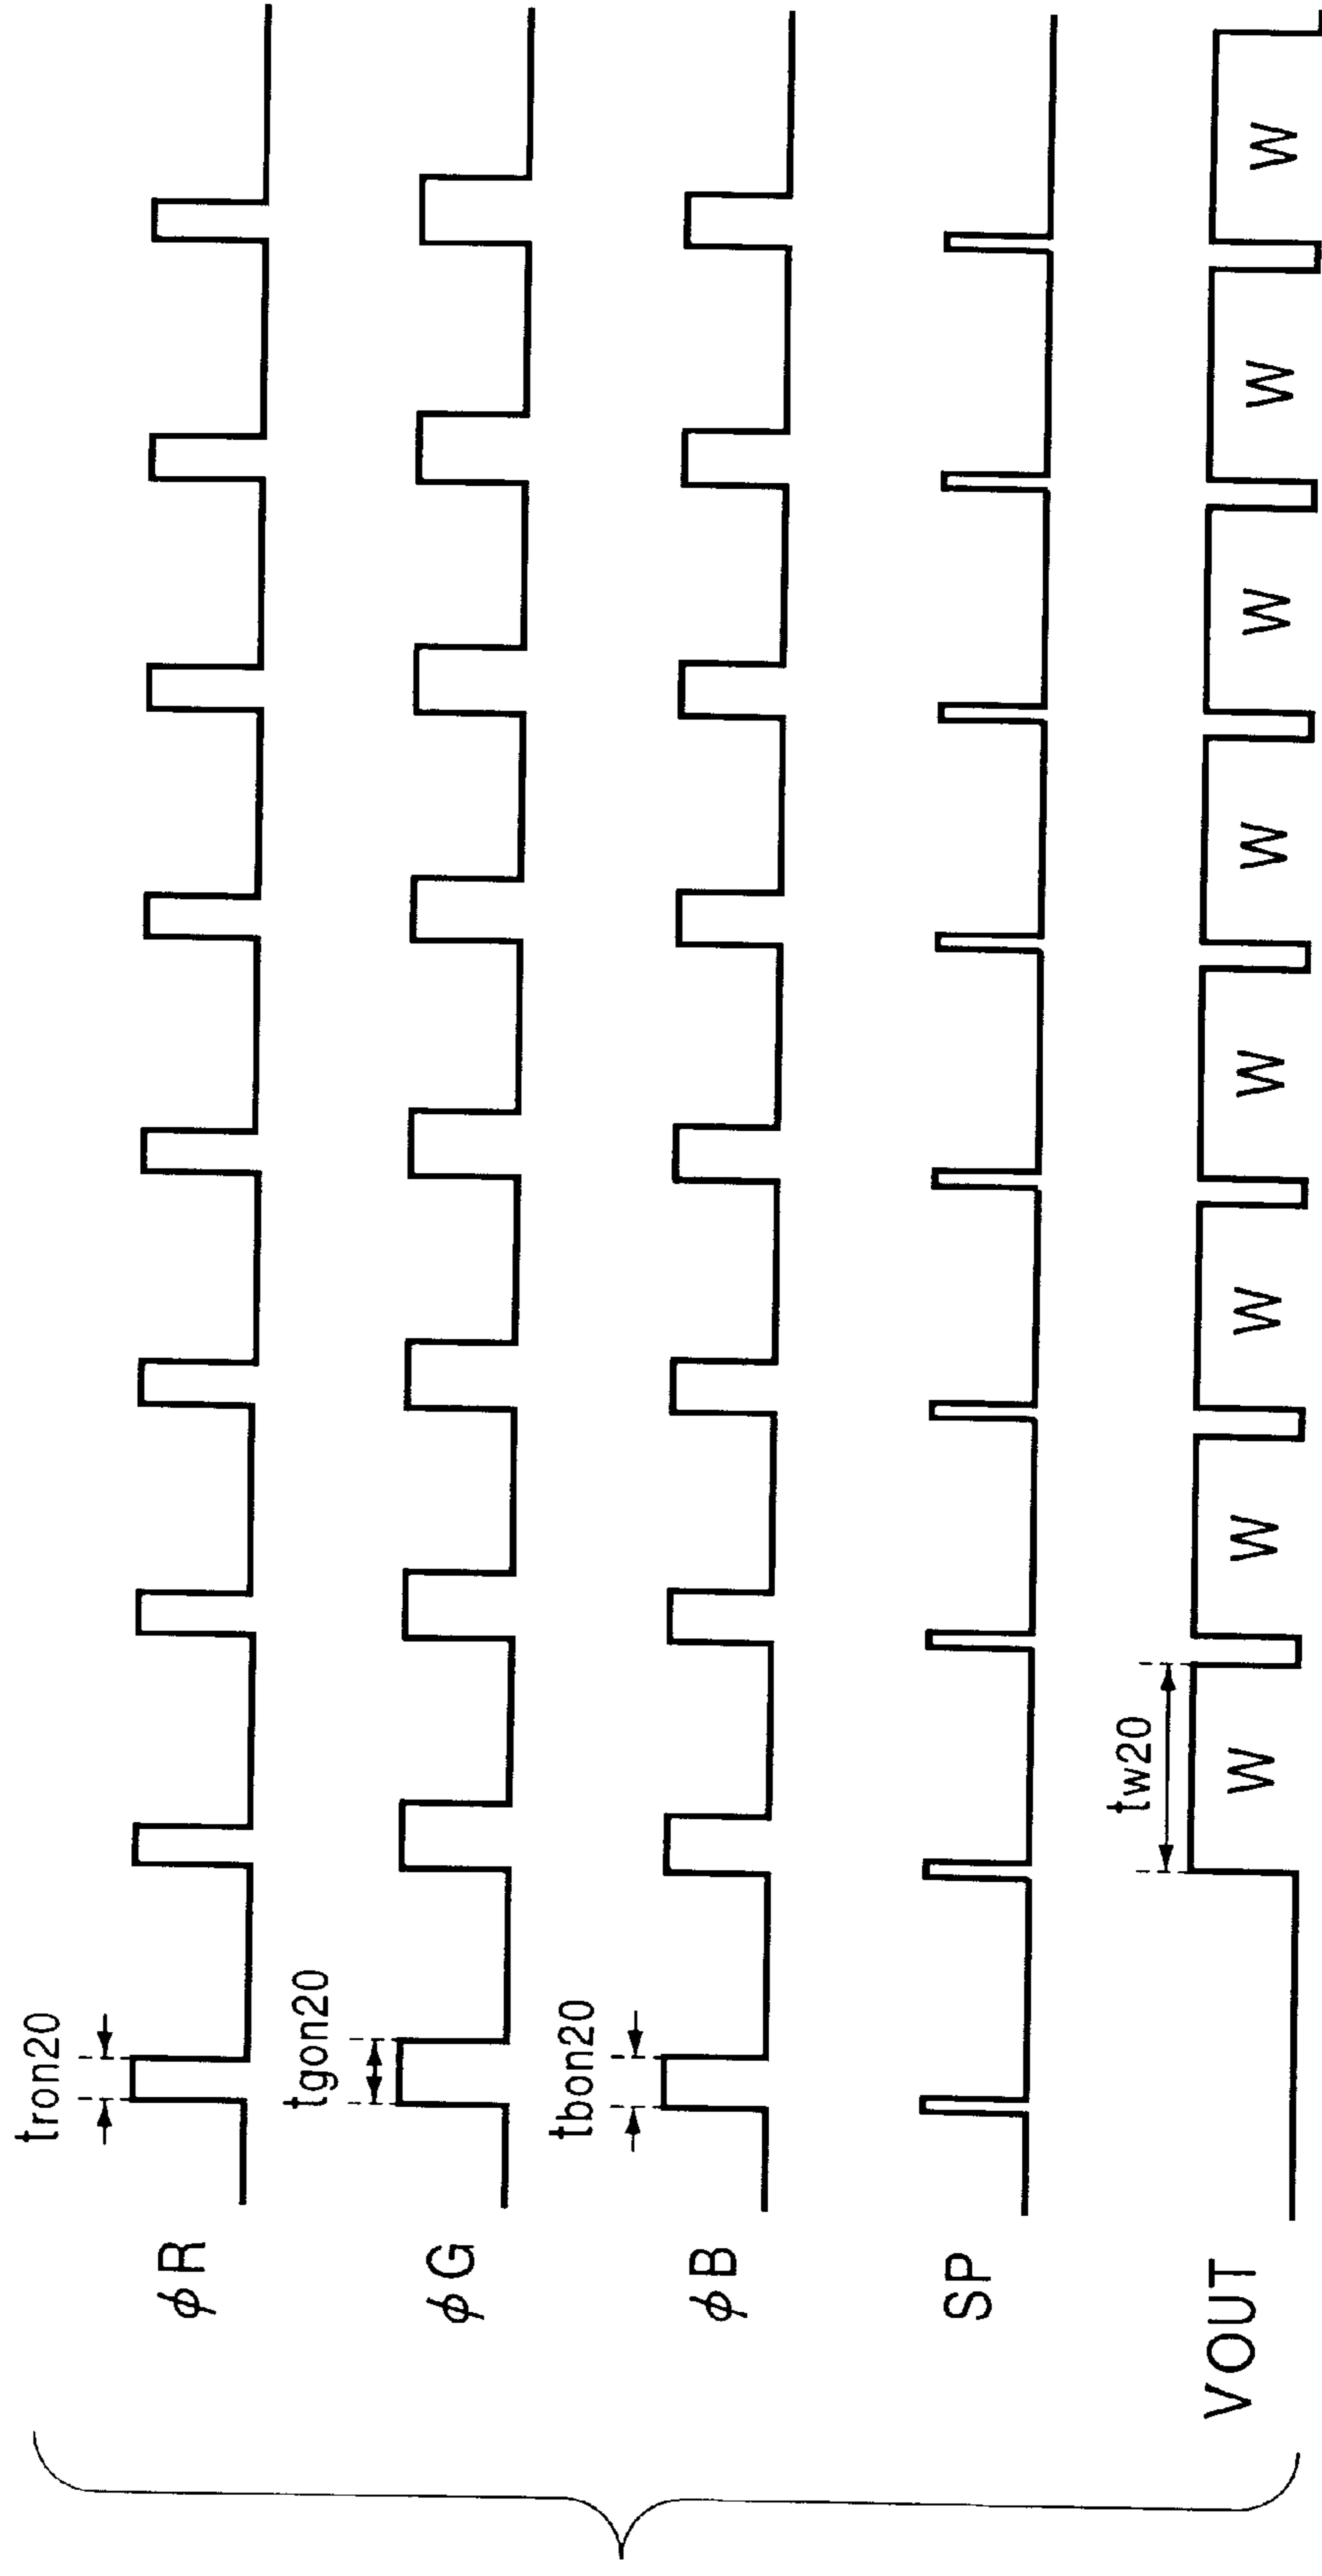 tron20
φR
tgon20
φG
tbon20
φB
SP
tw20
VOUT
W W W W W W W W